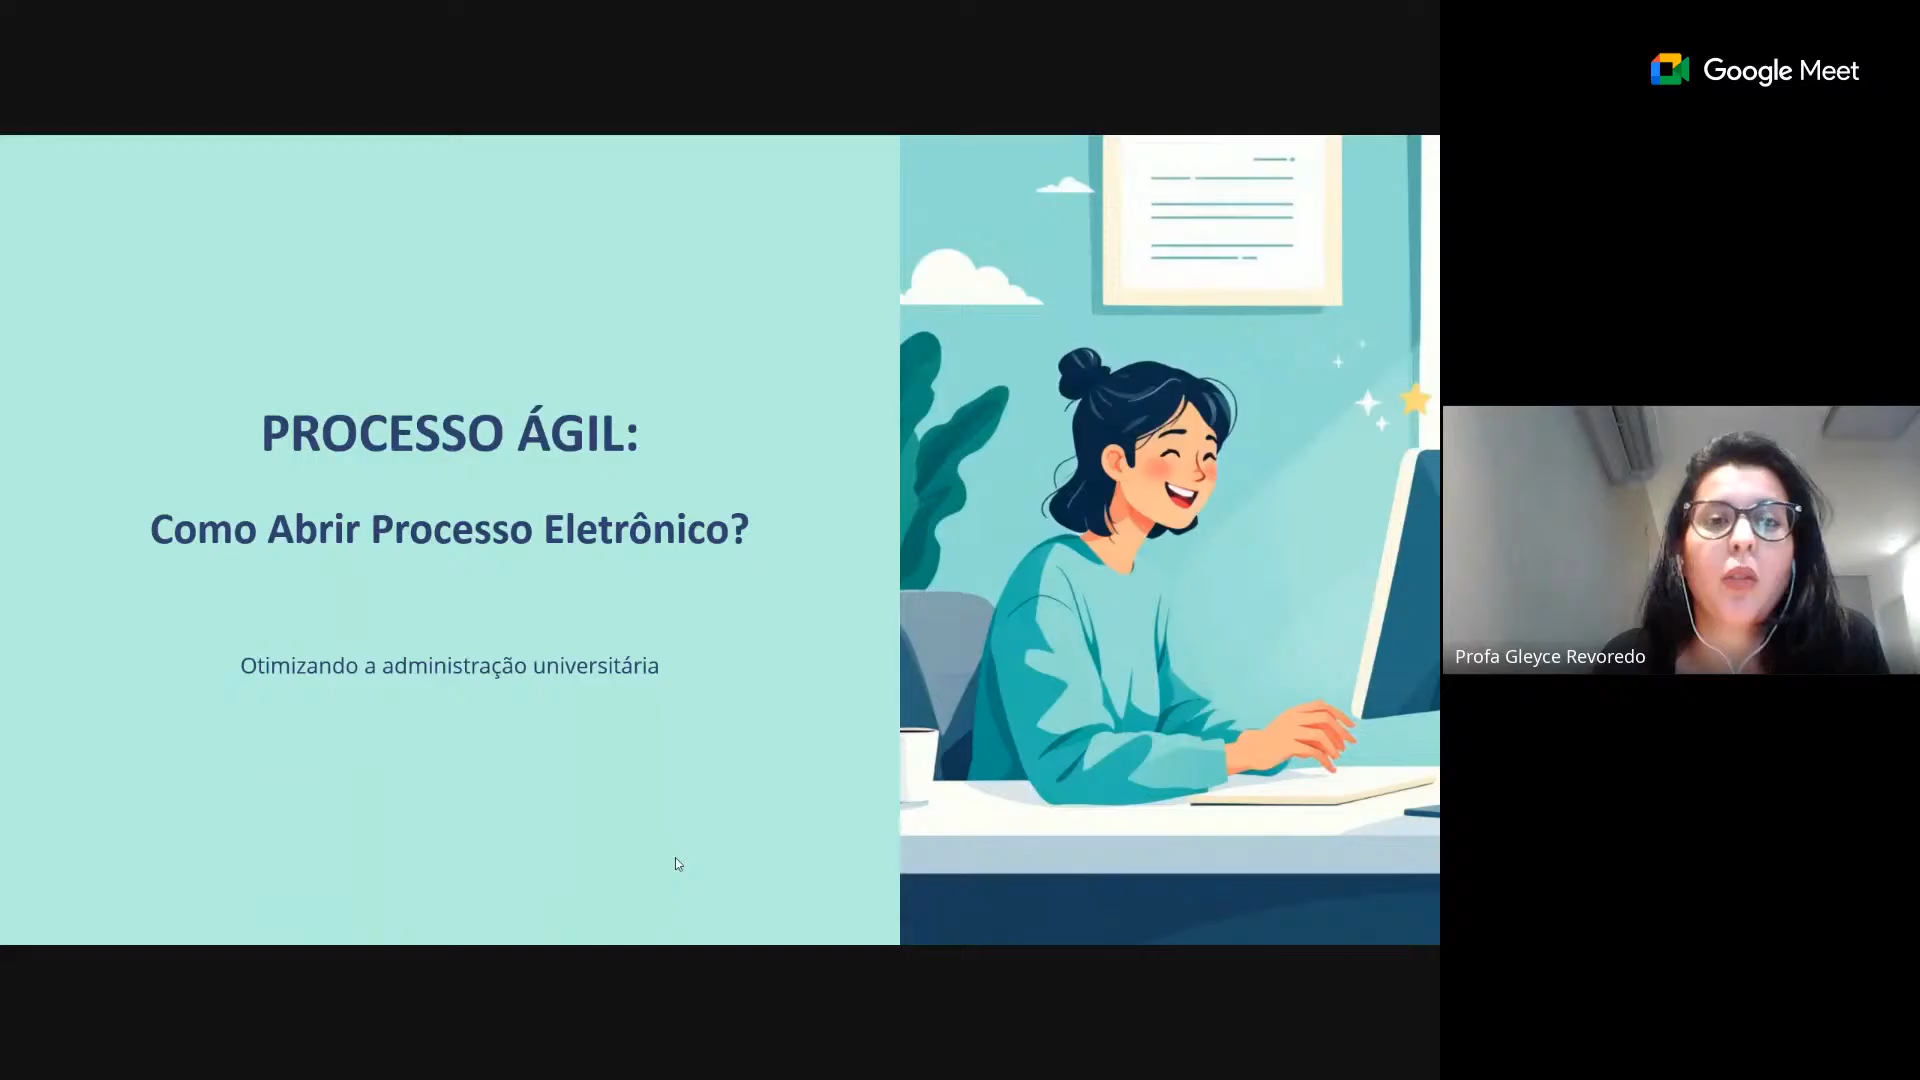 Google Meet
PROCESSO ÁGIL:
Como Abrir Processo Eletrônico?
Otimizando a administração universitária
Profa Gleyce Revoredo